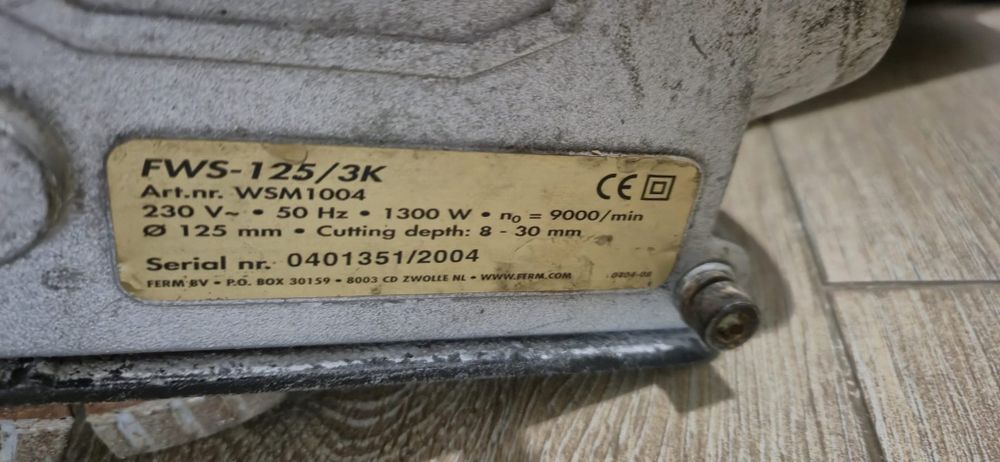 FWS-125/3K
Art.nr. WSM1004
CE
230 V~ • 50 Hz • 1300 W • n₀ = 9000/min
Ø 125 mm • Cutting depth: 8 - 30 mm
Serial nr. 0401351/2004
FERM BV • P.O. BOX 30159 • 8003 CD ZWOLLE NL • WWW.FERM.COM
0404-08